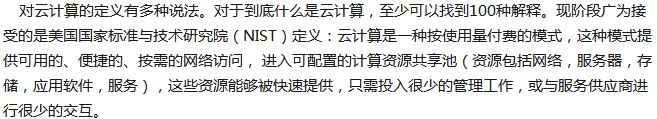 对云计算的定义有多种说法。对于到底什么是云计算，至少可以找到100种解释。现阶段广为接
受的是美国国家标准与技术研究院（NIST）定义：云计算是一种按使用量付费的模式，这种模式提
供可用的、便捷的、按需的网络访问， 进入可配置的计算资源共享池（资源包括网络，服务器，存
储，应用软件，服务），这些资源能够被快速提供，只需投入很少的管理工作，或与服务供应商进
行很少的交互。